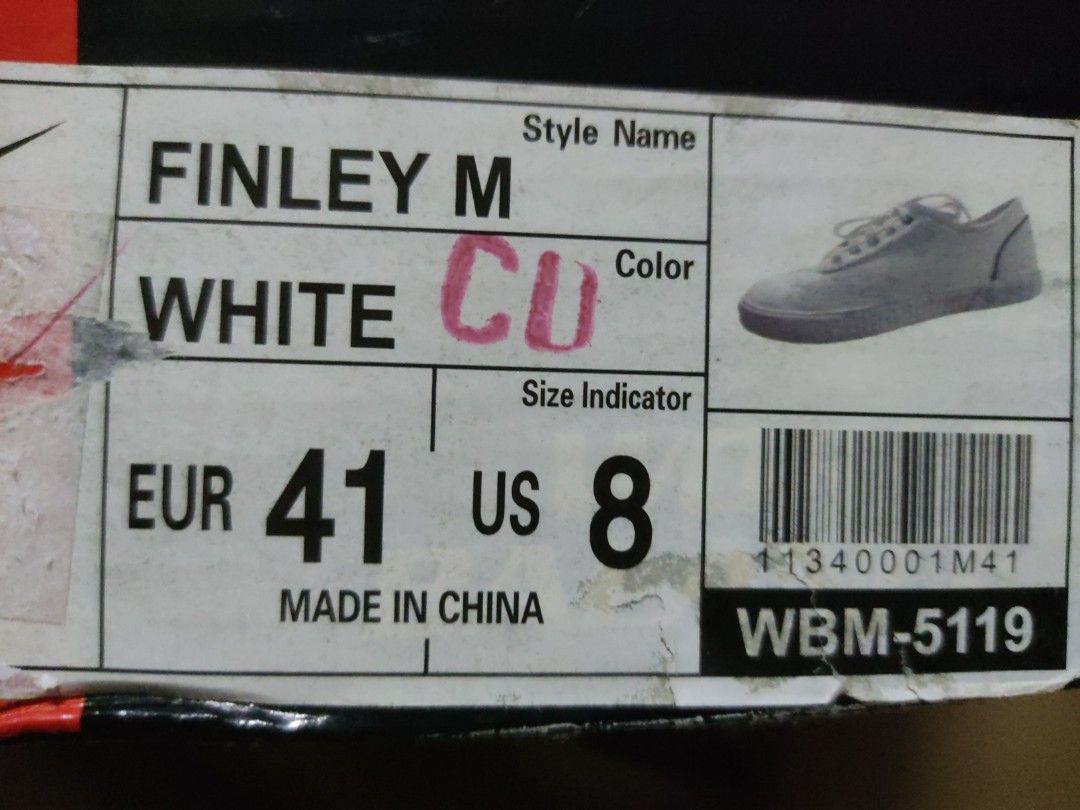 Style Name
FINLEY M
Color
WHITE
CU
Size Indicator
EUR 41
US 8
MADE IN CHINA
11340001M41
WBM-5119